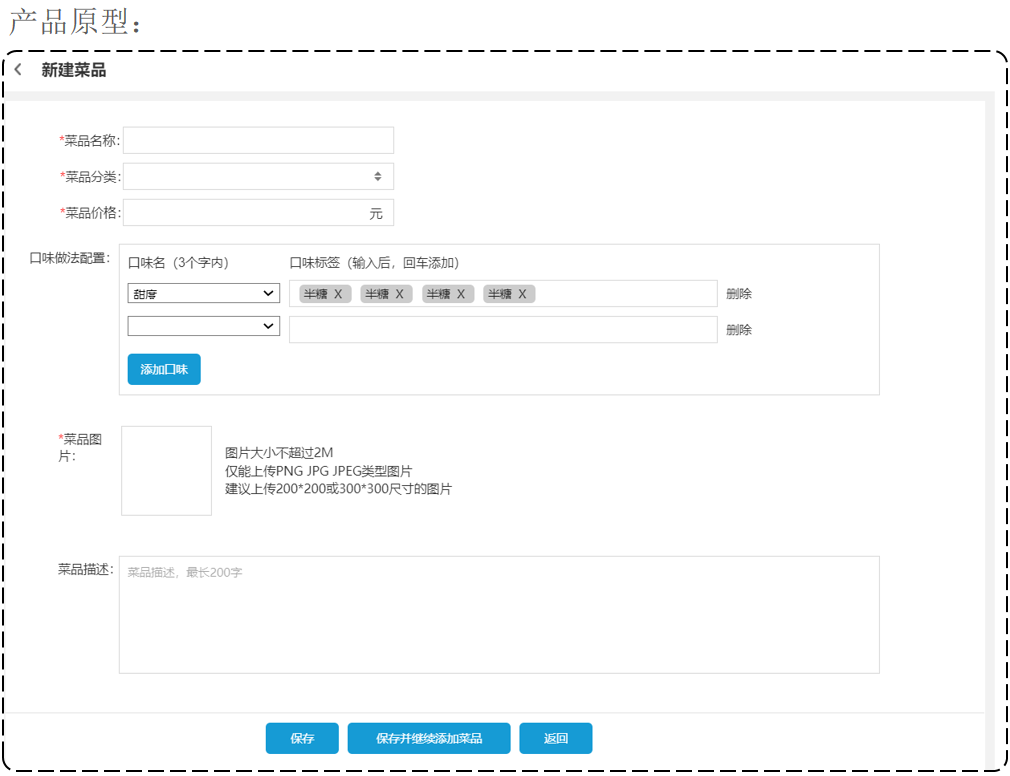 产品原型：
新建菜品
*菜品名称:
*菜品分类:
*菜品价格: 元
口味做法配置:
口味名（3个字内） 口味标签（输入后，回车添加）
甜度 半糖 X 半糖 X 半糖 X 半糖 X 删除
删除
添加口味
*菜品图
片:
图片大小不超过2M
仅能上传PNG JPG JPEG类型图片
建议上传200*200或300*300尺寸的图片
菜品描述:
菜品描述，最长200字
保存 保存并继续添加菜品 返回